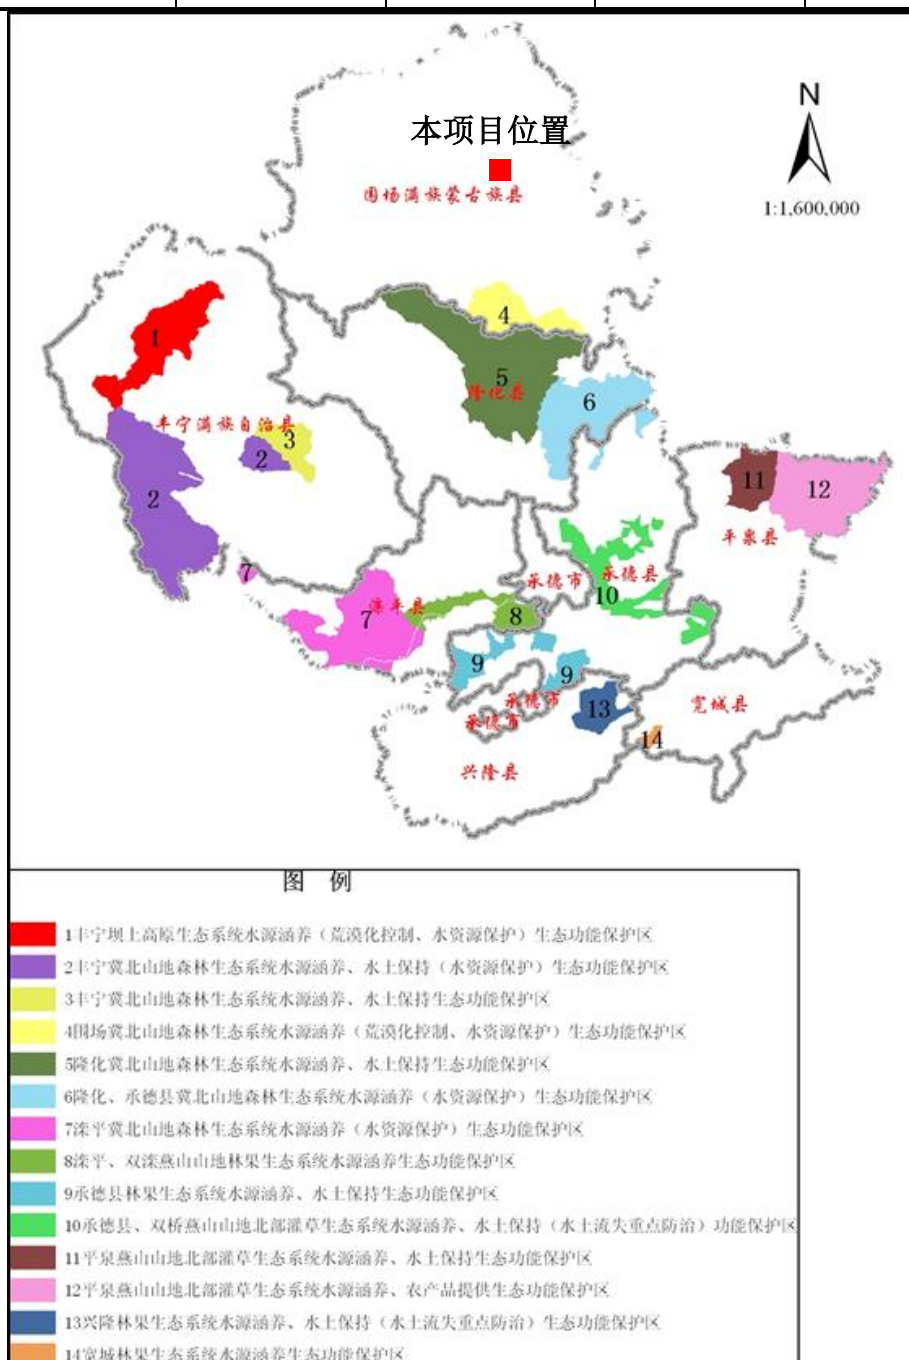 N
本项目位置
围场满族蒙古族县
1:1,600,000
4
1
5
隆化县
6
丰宁满族自治县
3
2
2
11
12
平泉县
7
承德市
承德县
10
滦平县
7
8
9
9
承德市
13
宽城县
承德市
14
兴隆县
图 例
1丰宁坝上高原生态系统水源涵养（荒漠化控制、水资源保护）生态功能保护区
2丰宁冀北山地森林生态系统水源涵养、水土保持（水资源保护）生态功能保护区
3丰宁冀北山地森林生态系统水源涵养、水土保持生态功能保护区
4围场冀北山地森林生态系统水源涵养（荒漠化控制、水资源保护）生态功能保护区
5隆化冀北山地森林生态系统水源涵养、水土保持生态功能保护区
6隆化、承德县冀北山地森林生态系统水源涵养（水资源保护）生态功能保护区
7滦平冀北山地森林生态系统水源涵养（水资源保护）生态功能保护区
8滦平、双滦燕山山地林果生态系统水源涵养生态功能保护区
9承德县林果生态系统水源涵养、水土保持生态功能保护区
10承德县、双桥燕山山地北部灌草生态系统水源涵养、水土保持（水土流失重点防治）功能保护区
11平泉燕山山地北部灌草生态系统水源涵养、水土保持生态功能保护区
12平泉燕山山地北部灌草生态系统水源涵养、农产品提供生态功能保护区
13兴隆林果生态系统水源涵养、水土保持（水土流失重点防治）生态功能保护区
14宽城林果生态系统水源涵养生态功能保护区